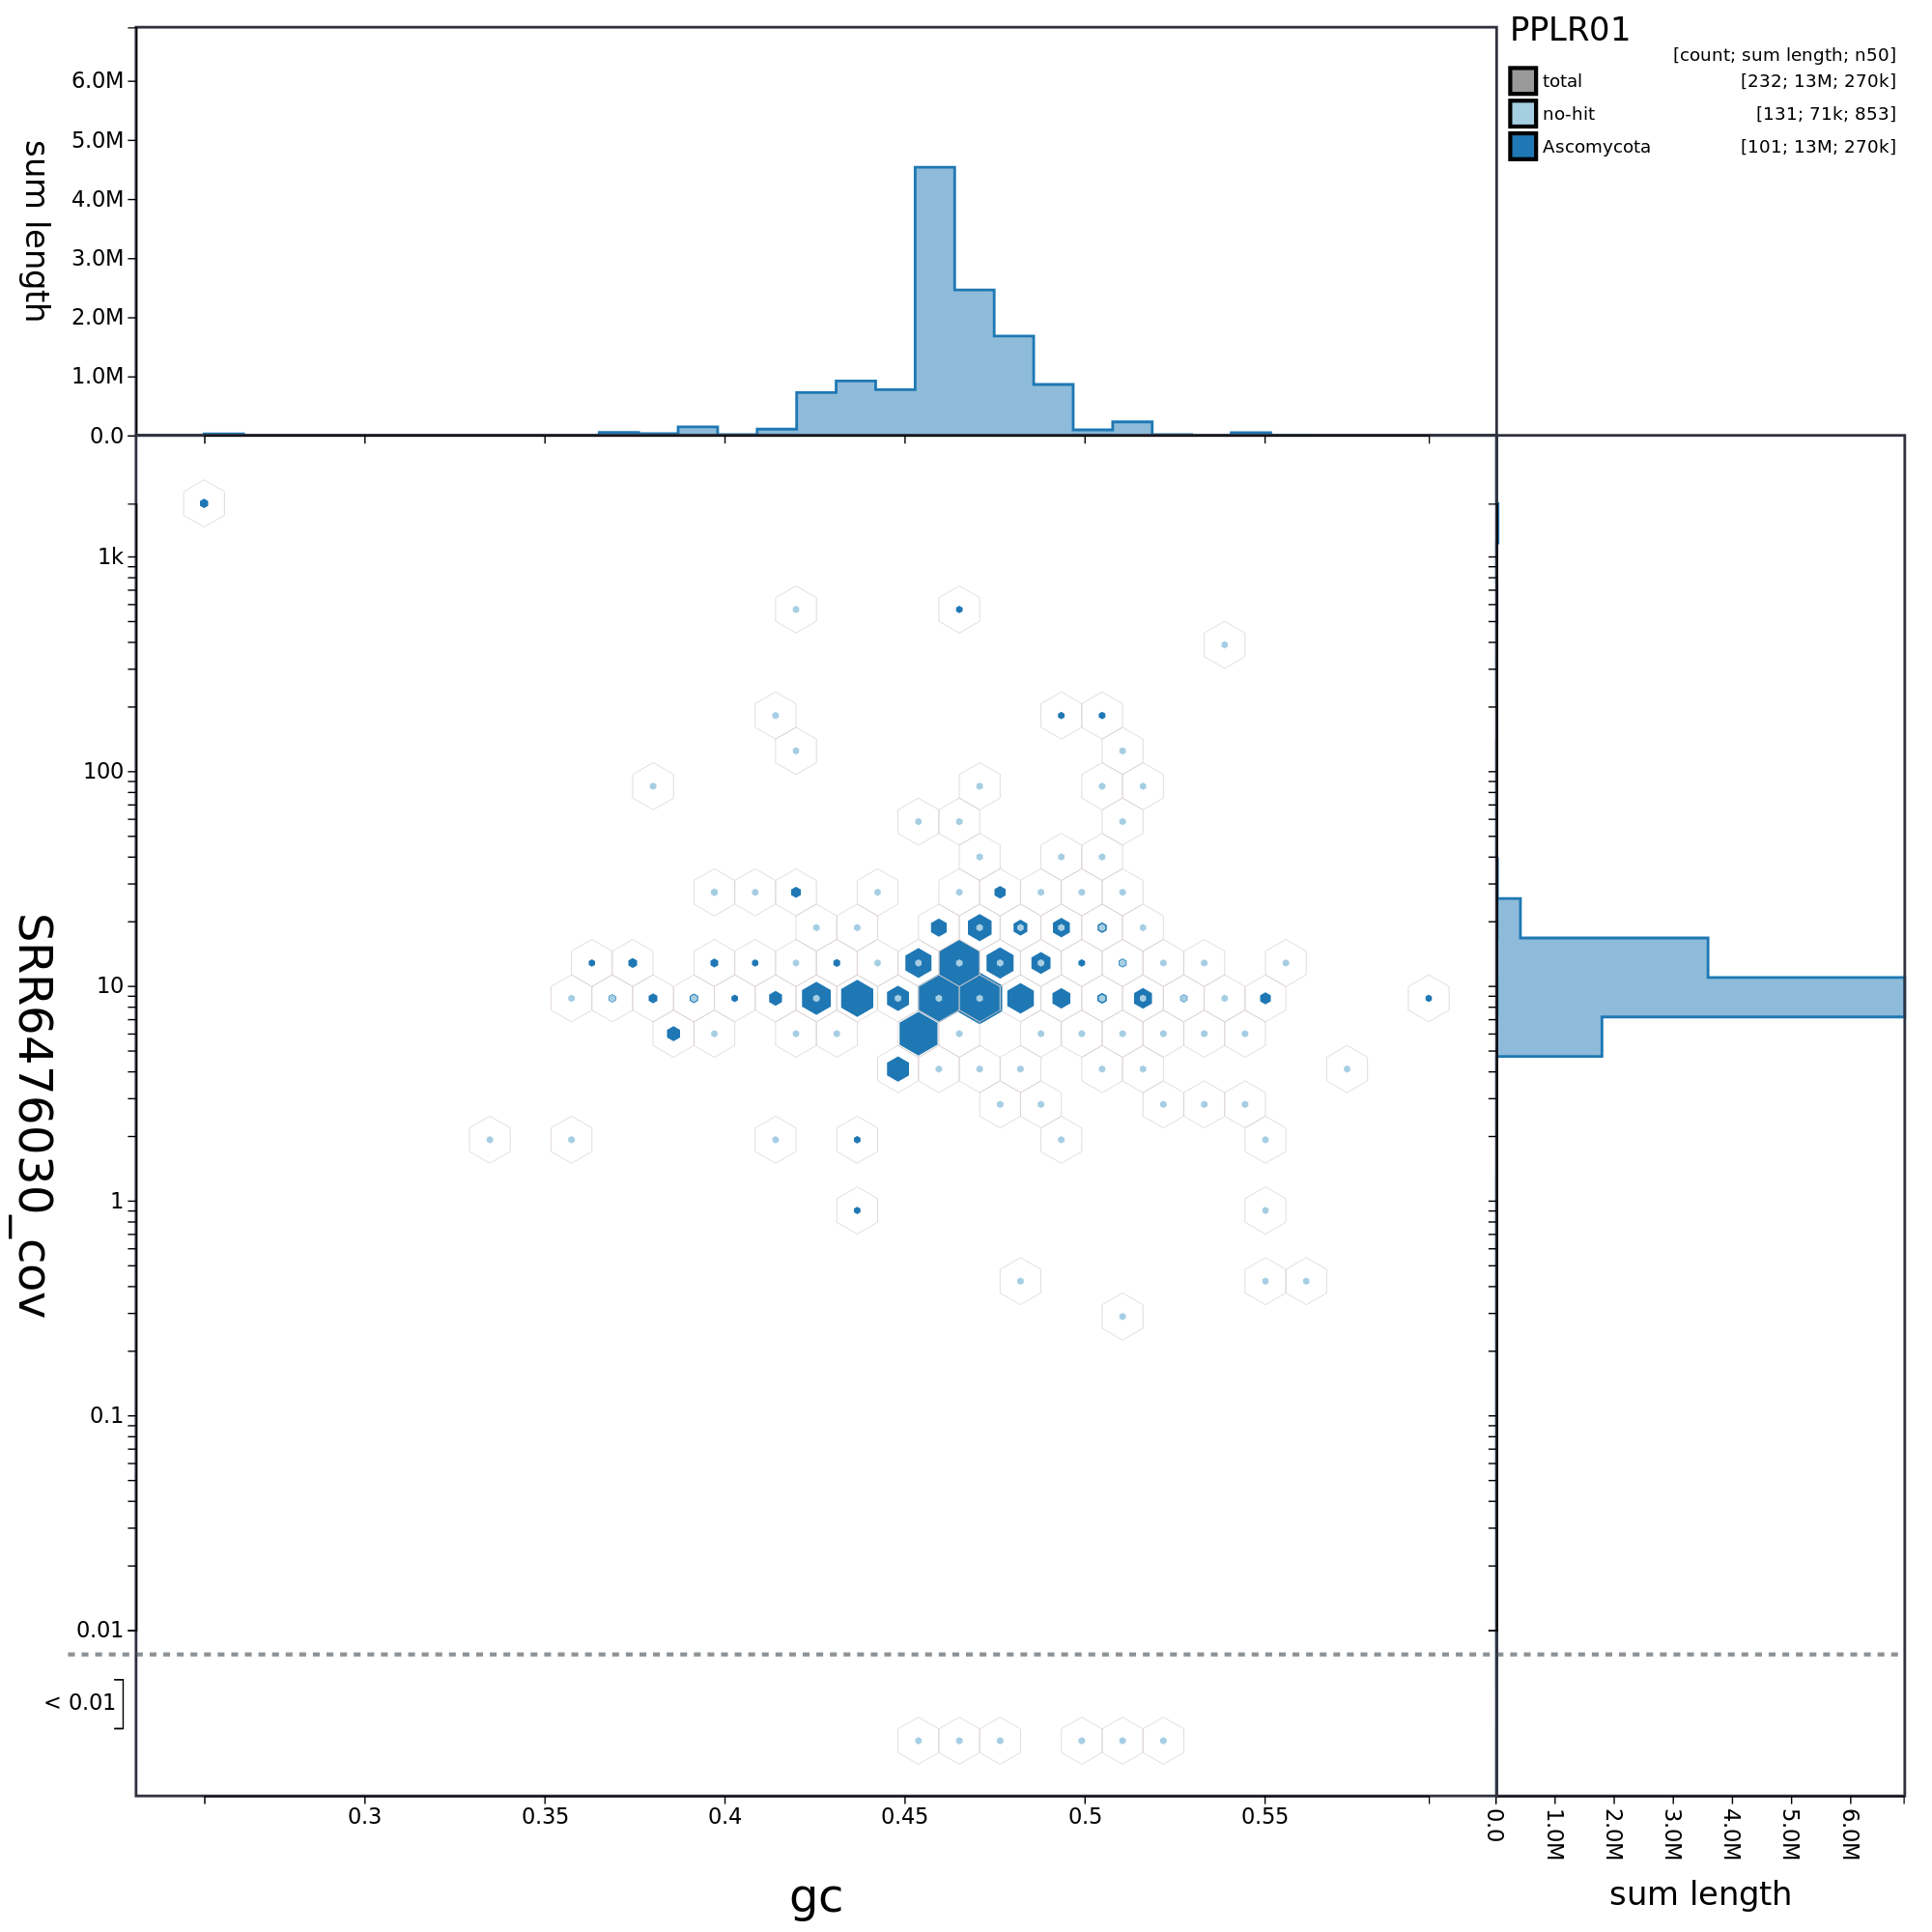 PPLR01
[count; sum length; n50]
total [232; 13M; 270k]
no-hit [131; 71k; 853]
Ascomycota [101; 13M; 270k]
sum length
6.0M
5.0M
4.0M
3.0M
2.0M
1.0M
0.0
SRR6476030_cov
1k
100
10
1
0.1
0.01
< 0.01
0.3 0.35 0.4 0.45 0.5 0.55
gc
0.0 1.0M 2.0M 3.0M 4.0M 5.0M 6.0M
sum length